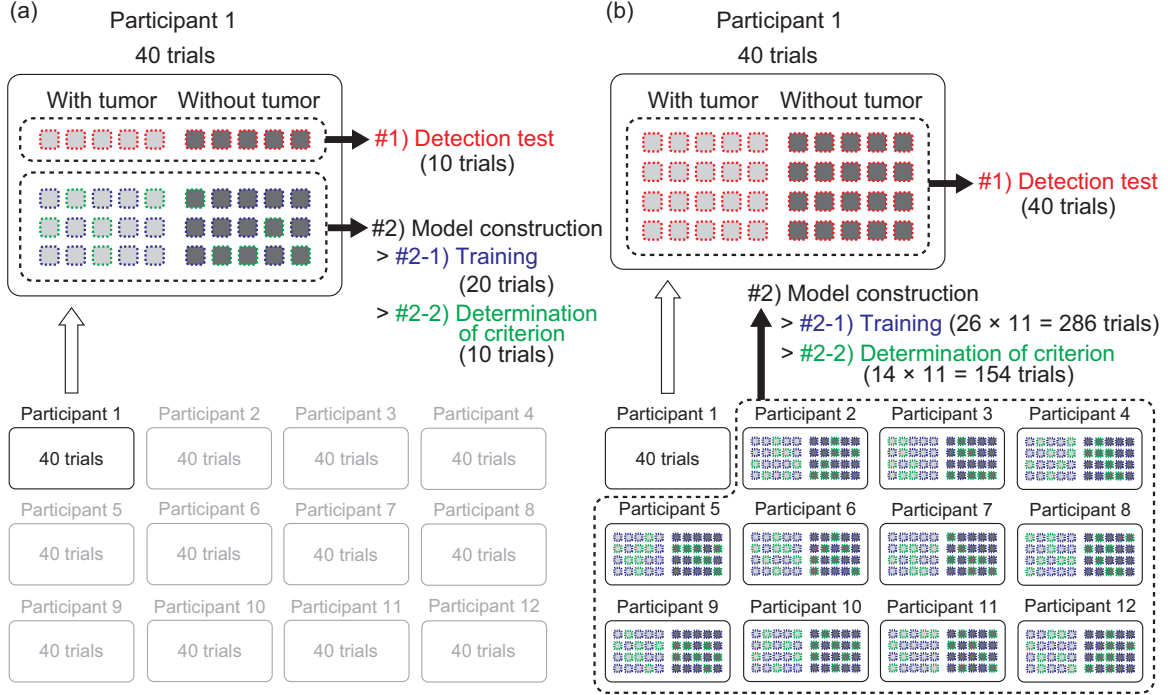 (a)
Participant 1
40 trials
With tumor
Without tumor
#1) Detection test
(10 trials)
#2) Model construction
> #2-1) Training
(20 trials)
> #2-2) Determination
of criterion
(10 trials)
Participant 1
40 trials
Participant 2
40 trials
Participant 3
40 trials
Participant 4
40 trials
Participant 5
40 trials
Participant 6
40 trials
Participant 7
40 trials
Participant 8
40 trials
Participant 9
40 trials
Participant 10
40 trials
Participant 11
40 trials
Participant 12
40 trials
(b)
Participant 1
40 trials
With tumor
Without tumor
#1) Detection test
(40 trials)
#2) Model construction
> #2-1) Training (26 × 11 = 286 trials)
> #2-2) Determination of criterion
(14 × 11 = 154 trials)
Participant 1
40 trials
Participant 2
Participant 3
Participant 4
Participant 5
Participant 6
Participant 7
Participant 8
Participant 9
Participant 10
Participant 11
Participant 12